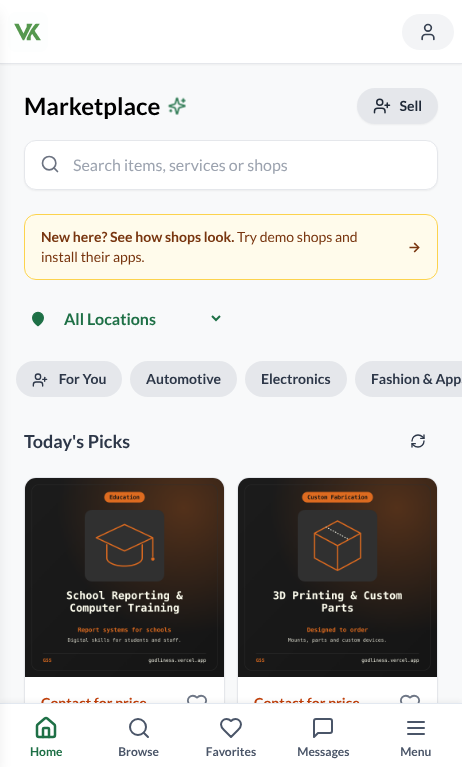 VK
Marketplace
Sell
Search items, services or shops
New here? See how shops look. Try demo shops and
install their apps.
All Locations
For You
Automotive
Electronics
Fashion & App
Today's Picks
Education
School Reporting &
Computer Training
Report systems for schools
Digital skills for students and staff.
godliness.vercel.app
Contact for price
Custom Fabrication
3D Printing & Custom
Parts
Designed to order
Mounts, parts and custom devices.
godliness.vercel.app
Contact for price
Home
Browse
Favorites
Messages
Menu